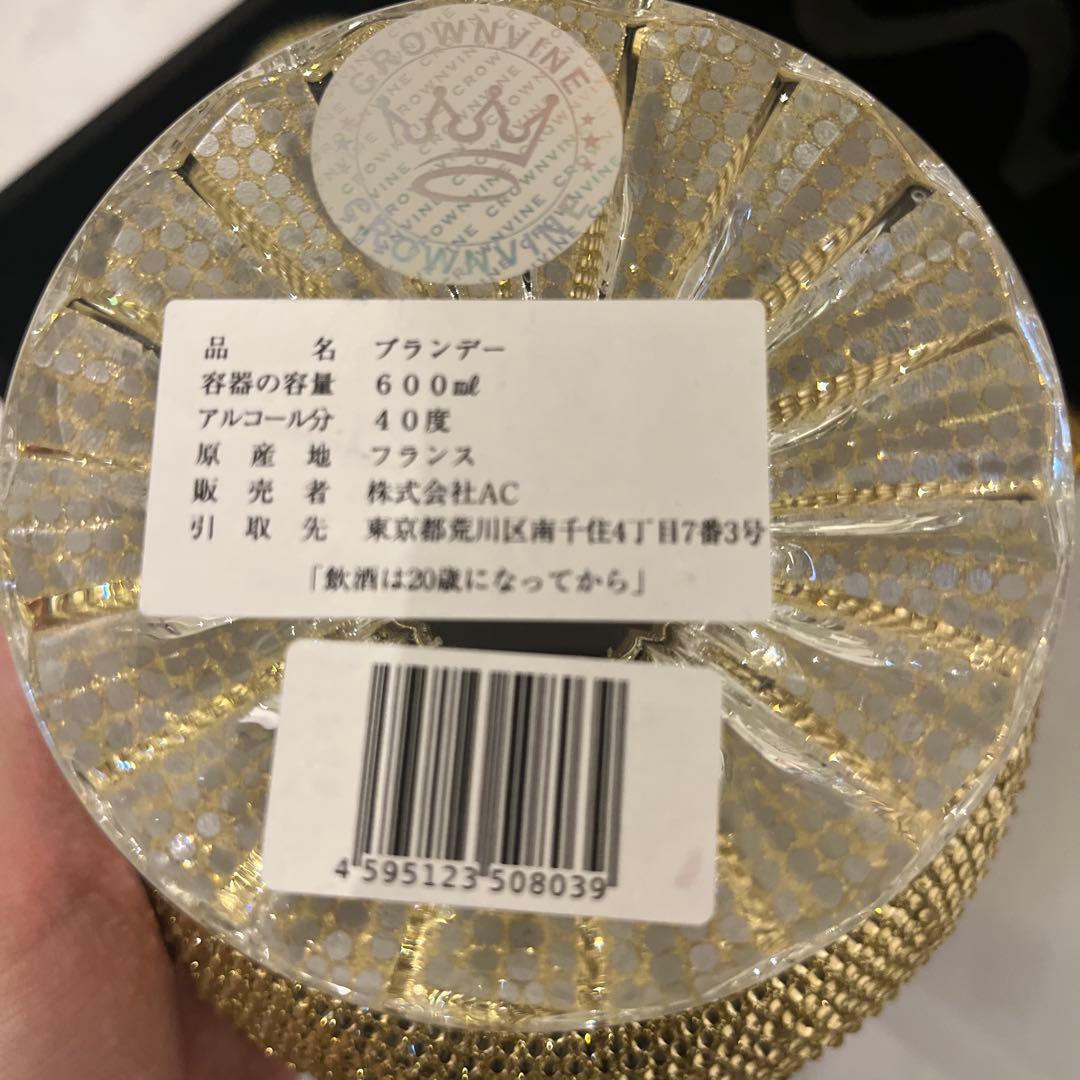 CROWNVINE
CROWNVINE
品名 ブランデー
容器の容量 600㎖
アルコール分 40度
原産地 フランス
販売者 株式会社AC
引取先 東京都荒川区南千住4丁目7番3号
「飲酒は20歳になってから」
4 595123 508039